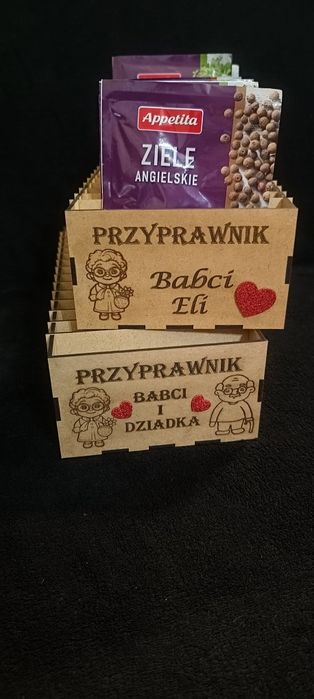 Appetita
ZIELE
ANGIELSKIE
PRZYPRAWNIK
Babci
Eli
PRZYPRAWNIK
BABCI
I
DZIADKA